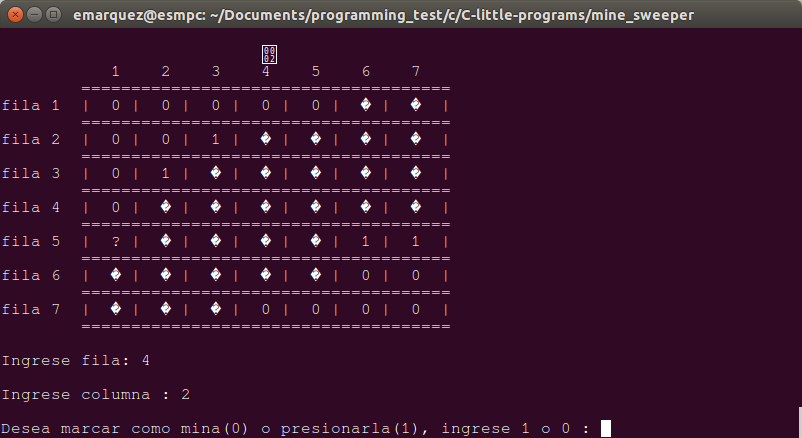 emarquez@esmpc: ~/Documents/programming_test/c/C-little-programs/mine_sweeper
0002
1 2 3 4 5 6 7
=====================================
fila 1 | 0 | 0 | 0 | 0 | 0 | � | � |
=====================================
fila 2 | 0 | 0 | 1 | � | � | � | � |
=====================================
fila 3 | 0 | 1 | � | � | � | � | � |
=====================================
fila 4 | 0 | � | � | � | � | � | � |
=====================================
fila 5 | ? | � | � | � | � | 1 | 1 |
=====================================
fila 6 | � | � | � | � | � | 0 | 0 |
=====================================
fila 7 | � | � | � | 0 | 0 | 0 | 0 |
=====================================
Ingrese fila: 4
Ingrese columna : 2
Desea marcar como mina(0) o presionarla(1), ingrese 1 o 0 :